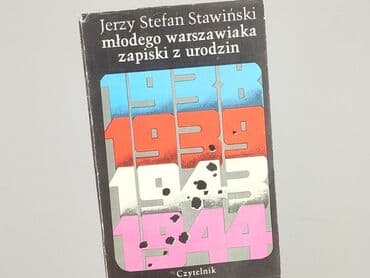 Jerzy Stefan Stawiński
młodego warszawiaka
zapiski z urodzin
1938
1939
1943
1944
Czytelnik